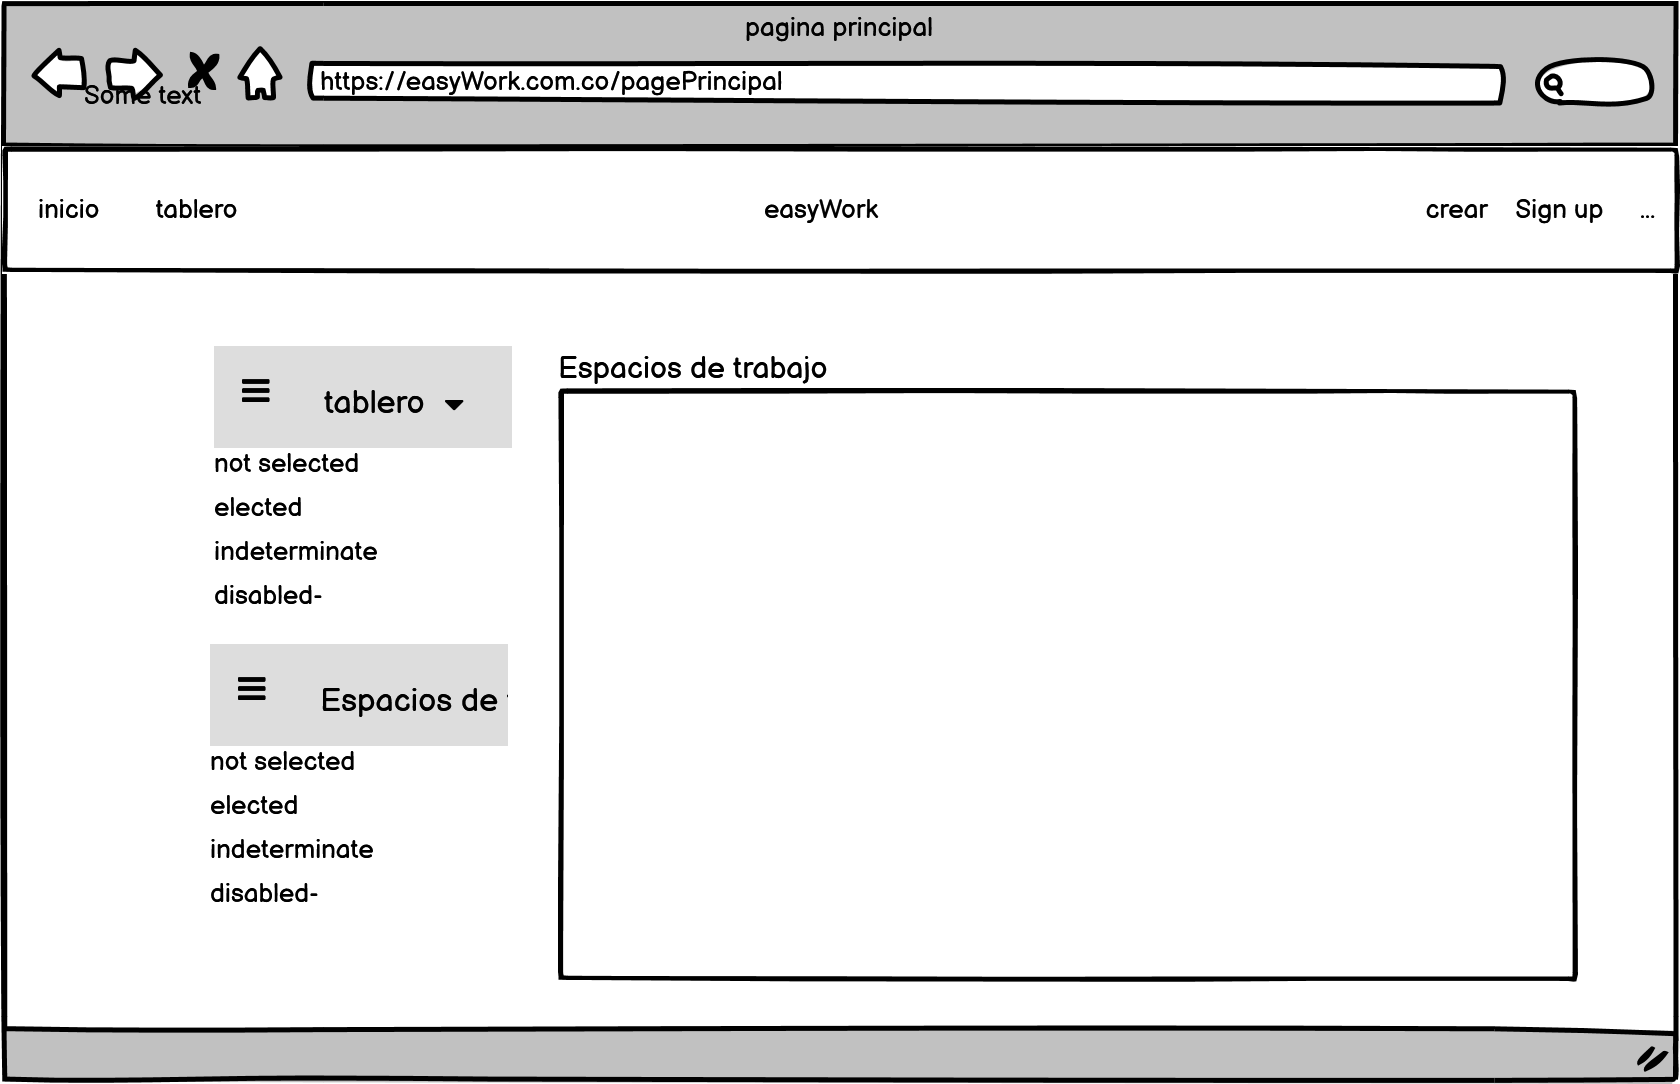 pagina principal
https://easyWork.com.co/pagePrincipal
Some text
inicio tablero easyWork crear Sign up ...
tablero
not selected
elected
indeterminate
disabled-
Espacios de
not selected
elected
indeterminate
disabled-
Espacios de trabajo